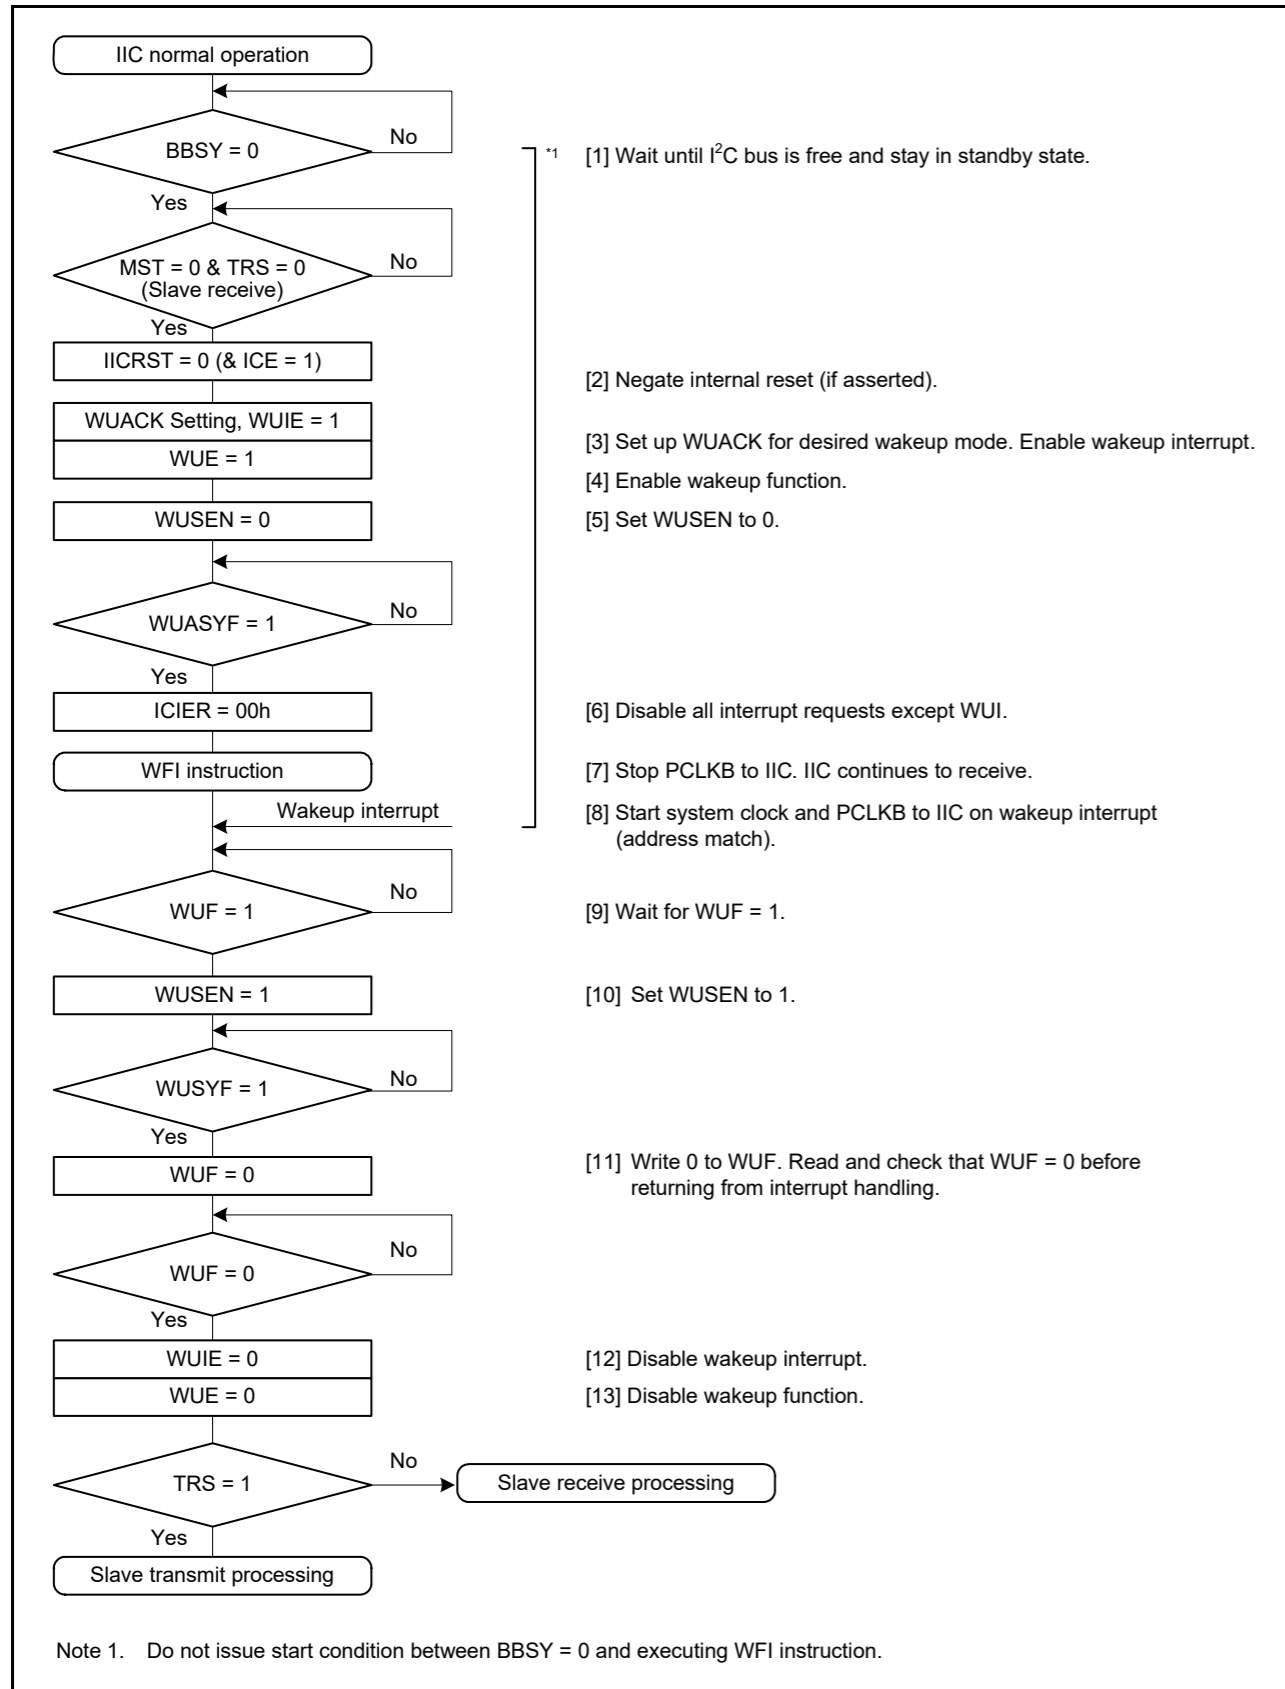 IIC normal operation
BBSY = 0
No
*1
[1] Wait until I²C bus is free and stay in standby state.
Yes
MST = 0 & TRS = 0
(Slave receive)
No
Yes
IICRST = 0 (& ICE = 1)
[2] Negate internal reset (if asserted).
WUACK Setting, WUIE = 1
[3] Set up WUACK for desired wakeup mode. Enable wakeup interrupt.
WUE = 1
[4] Enable wakeup function.
WUSEN = 0
[5] Set WUSEN to 0.
WUASYF = 1
No
Yes
ICIER = 00h
[6] Disable all interrupt requests except WUI.
WFI instruction
[7] Stop PCLKB to IIC. IIC continues to receive.
Wakeup interrupt
[8] Start system clock and PCLKB to IIC on wakeup interrupt
(address match).
WUF = 1
No
[9] Wait for WUF = 1.
WUSEN = 1
[10] Set WUSEN to 1.
WUSYF = 1
No
Yes
WUF = 0
[11] Write 0 to WUF. Read and check that WUF = 0 before
returning from interrupt handling.
WUF = 0
No
Yes
WUIE = 0
[12] Disable wakeup interrupt.
WUE = 0
[13] Disable wakeup function.
TRS = 1
No
Slave receive processing
Yes
Slave transmit processing
Note 1. Do not issue start condition between BBSY = 0 and executing WFI instruction.